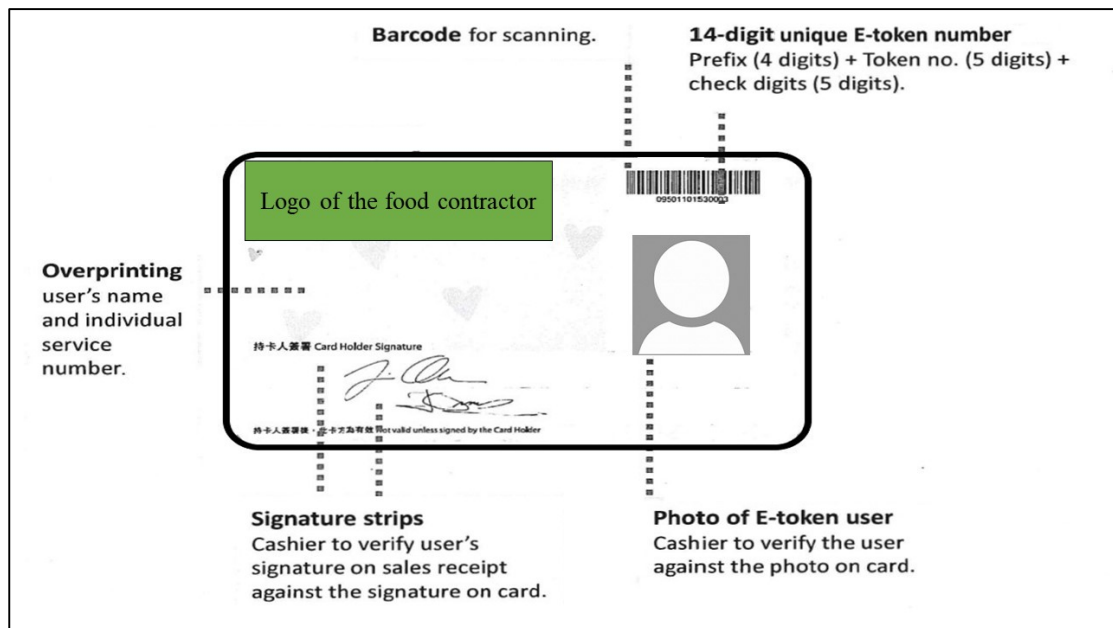 Barcode for scanning.
14-digit unique E-token number
Prefix (4 digits) + Token no. (5 digits) +
check digits (5 digits).
Logo of the food contractor
09501101530003
Overprinting
user's name
and individual
service
number.
持卡人簽署 Card Holder Signature
持卡人簽署後，此卡方為有效 Not valid unless signed by the Card Holder
Signature strips
Cashier to verify user's
signature on sales receipt
against the signature on card.
Photo of E-token user
Cashier to verify the user
against the photo on card.